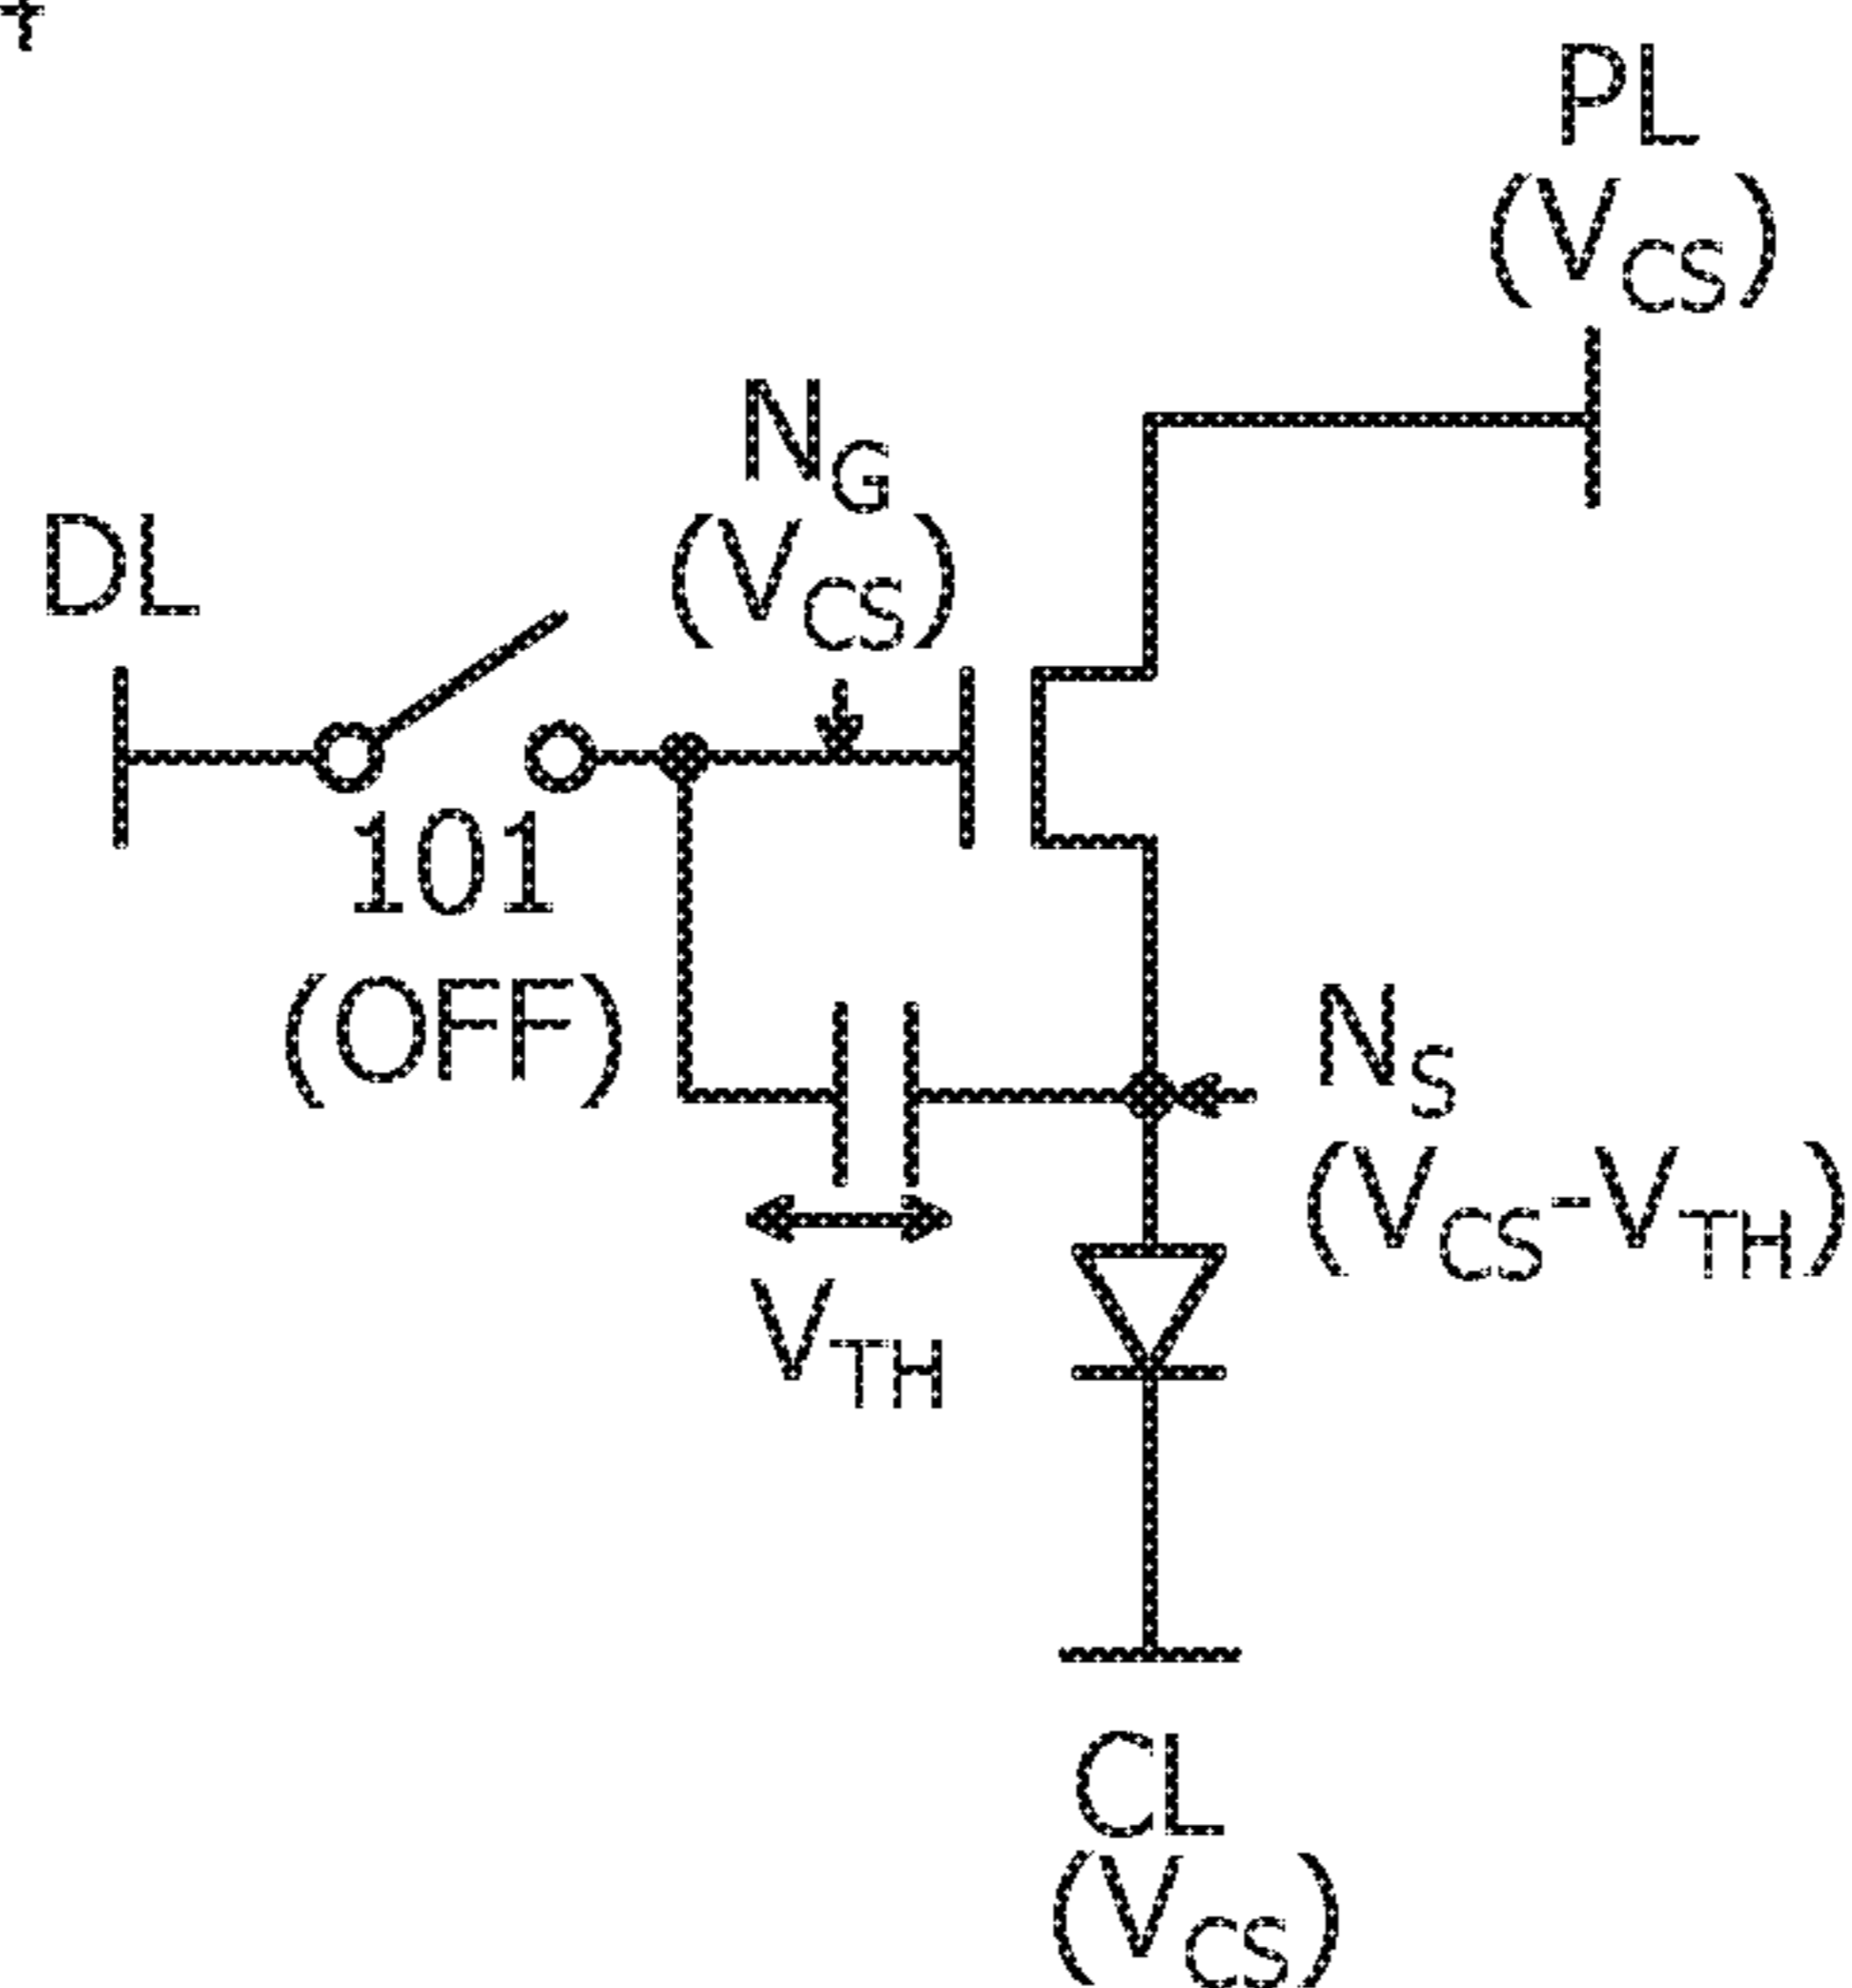 PL
(VCS)
NG
(VCS)
DL
101
(OFF)
NS
(VCS-VTH)
VTH
CL
(VCS)